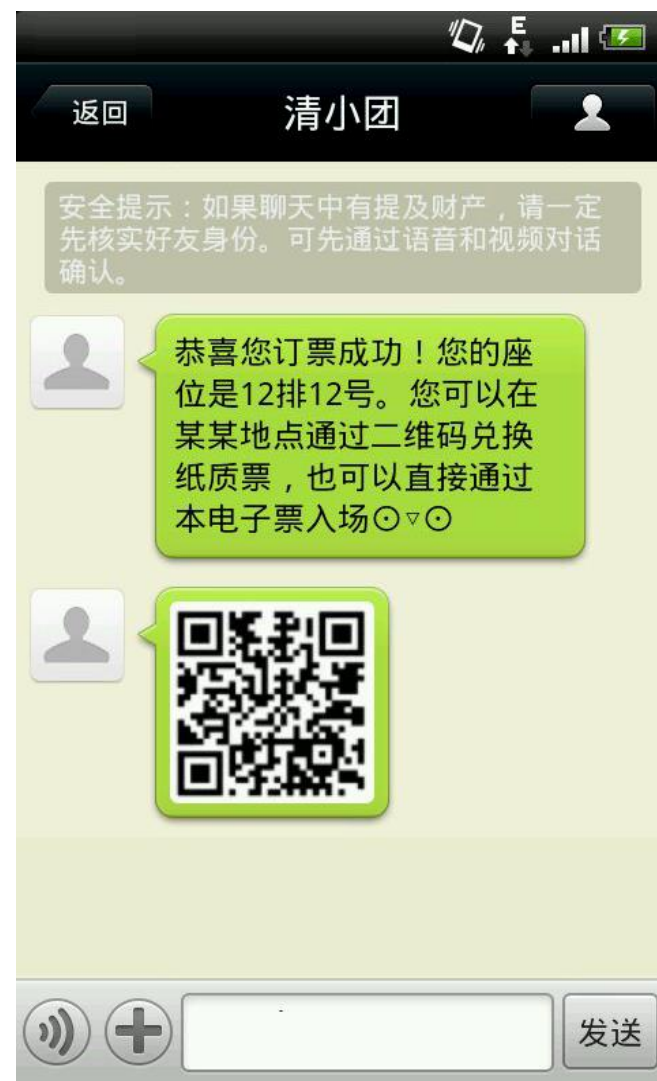 E
返回
清小团
安全提示：如果聊天中有提及财产，请一定
先核实好友身份。可先通过语音和视频对话
确认。
恭喜您订票成功！您的座
位是12排12号。您可以在
某某地点通过二维码兑换
纸质票，也可以直接通过
本电子票入场⊙▽⊙
发送